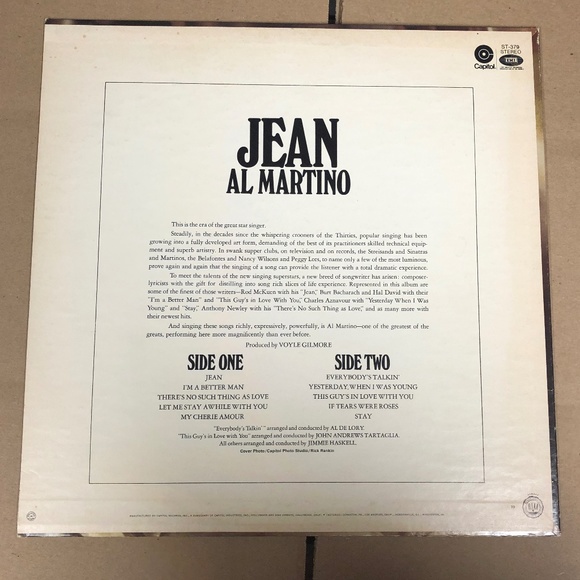 Capitol
ST-379
STEREO
EMI
JEAN
AL MARTINO
This is the era of the great star singer.
Steadily, in the decades since the whispering crooners of the Thirties, popular singing has been
growing into a fully developed art form, demanding of the best of its practitioners skilled technical equip-
ment and superb artistry. In swank supper clubs, on television and on records, the Streisands and Sinatras
and Martinos, the Belafontes and Nancy Wilsons and Peggy Lees, to name only a few of the most luminous,
prove again and again that the singing of a song can provide the listener with a total dramatic experience.
To meet the talents of the new singing superstars, a new breed of songwriter has arisen: composer-
lyricists with the gift for distilling into song rich slices of life experience. Represented in this album are
some of the finest of those writers—Rod McKuen with his "Jean," Burt Bacharach and Hal David with their
"I'm a Better Man" and "This Guy's in Love With You," Charles Aznavour with "Yesterday When I Was
Young" and "Stay," Anthony Newley with his "There's No Such Thing as Love," and as many more with
their newest hits.
And singing these songs richly, expressively, powerfully, is Al Martino—one of the greatest of the
greats, performing here more magnificently than ever before.
Produced by VOYLE GILMORE
SIDE ONE
JEAN
I'M A BETTER MAN
THERE'S NO SUCH THING AS LOVE
LET ME STAY AWHILE WITH YOU
MY CHERIE AMOUR
SIDE TWO
EVERYBODY'S TALKIN'
YESTERDAY, WHEN I WAS YOUNG
THIS GUY'S IN LOVE WITH YOU
IF TEARS WERE ROSES
STAY
"Everybody's Talkin'" arranged and conducted by AL DE LORY.
"This Guy's in Love with You" arranged and conducted by JOHN ANDREWS TARTAGLIA.
All others arranged and conducted by JIMMIE HASKELL.
Cover Photo/Capitol Photo Studio/Rick Rankin